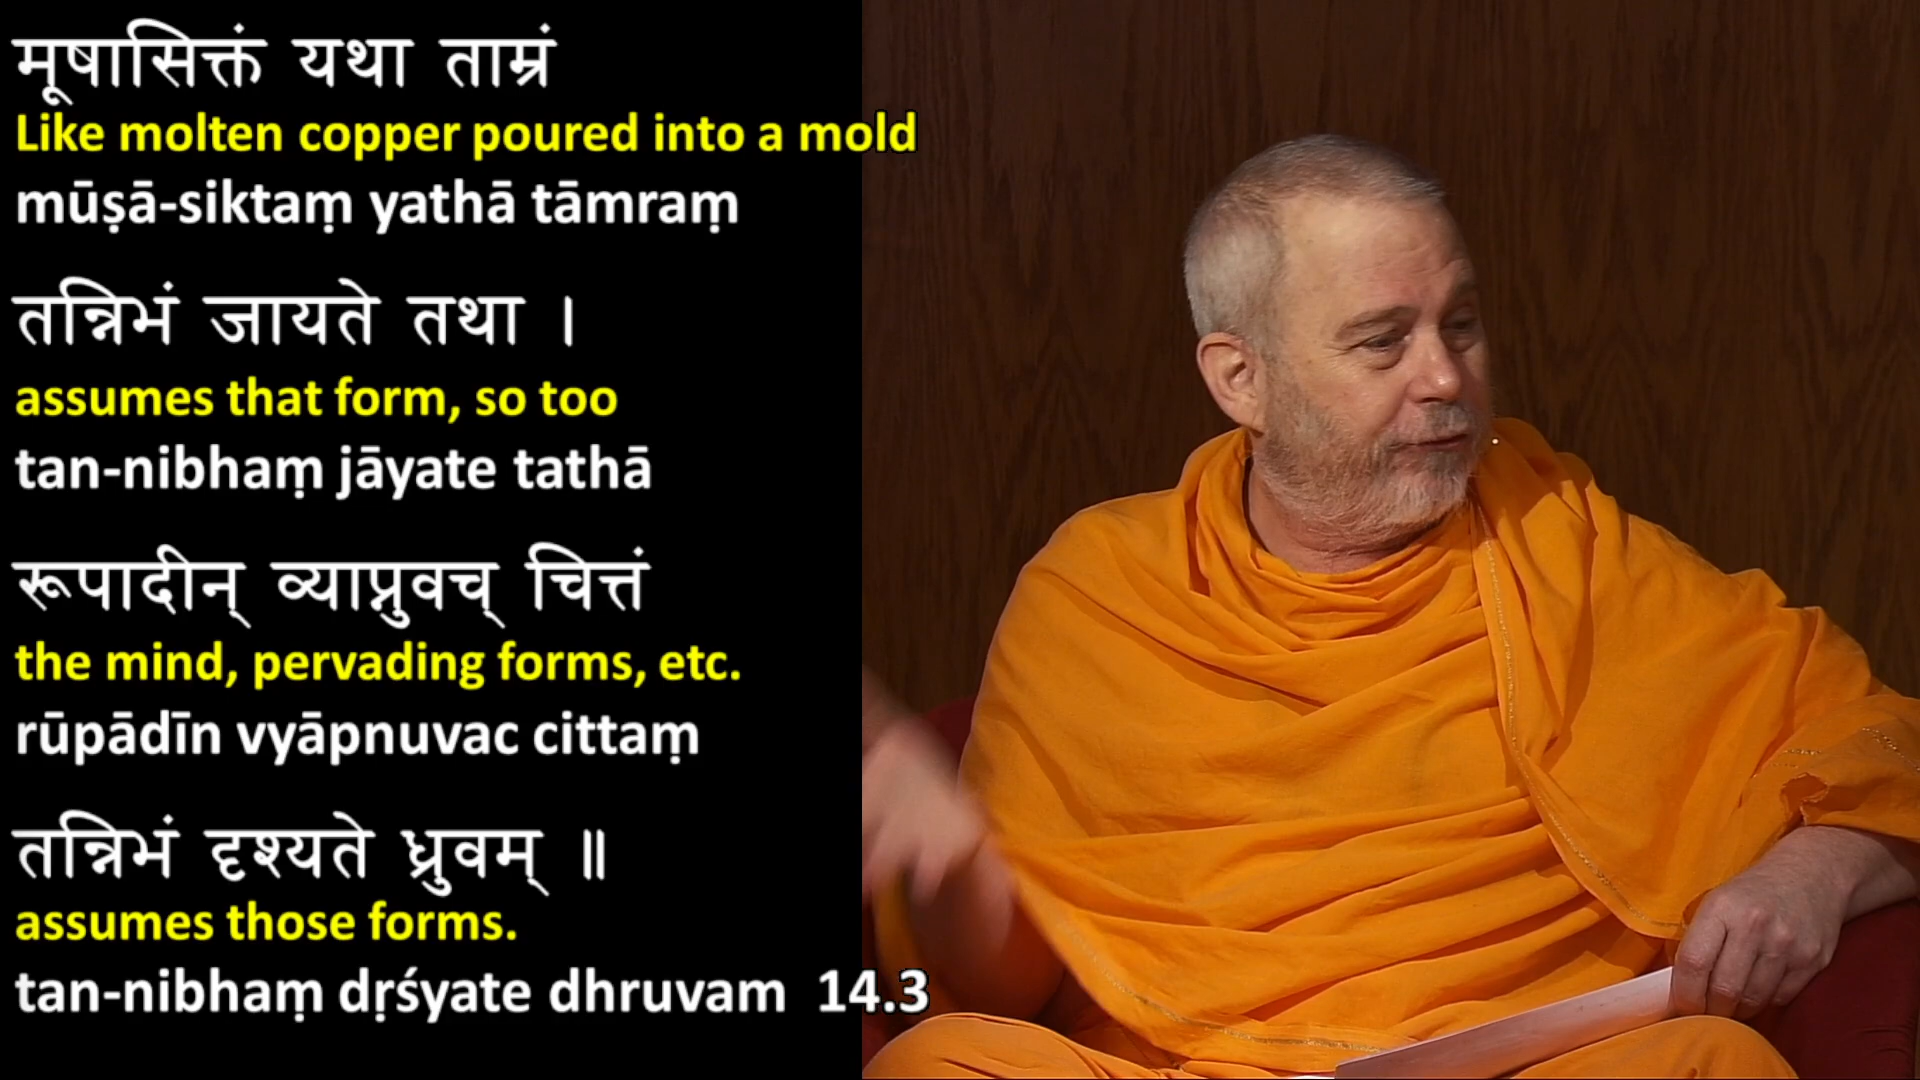 मूषासिक्तं यथा ताम्रं
Like molten copper poured into a mold
mūṣā-siktaṃ yathā tāmraṃ
तन्निभं जायते तथा ।
assumes that form, so too
tan-nibhaṃ jāyate tathā
रूपादीन् व्याप्नुवच् चित्तं
the mind, pervading forms, etc.
rūpādīn vyāpnuvac cittaṃ
तन्निभं दृश्यते ध्रुवम् ॥
assumes those forms.
tan-nibhaṃ dṛśyate dhruvam 14.3